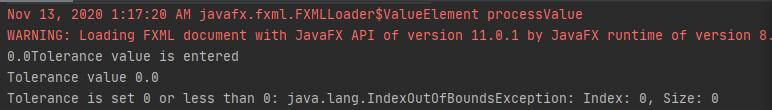 Nov 13, 2020 1:17:20 AM javafx.fxml.FXMLLoader$ValueElement processValue
WARNING: Loading FXML document with JavaFX API of version 11.0.1 by JavaFX runtime of version 8.
0.0Tolerance value is entered
Tolerance value 0.0
Tolerance is set 0 or less than 0: java.lang.IndexOutOfBoundsException: Index: 0, Size: 0